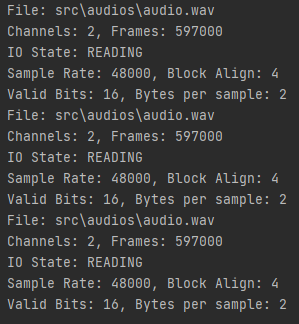 File: src\audios\audio.wav
Channels: 2, Frames: 597000
IO State: READING
Sample Rate: 48000, Block Align: 4
Valid Bits: 16, Bytes per sample: 2
File: src\audios\audio.wav
Channels: 2, Frames: 597000
IO State: READING
Sample Rate: 48000, Block Align: 4
Valid Bits: 16, Bytes per sample: 2
File: src\audios\audio.wav
Channels: 2, Frames: 597000
IO State: READING
Sample Rate: 48000, Block Align: 4
Valid Bits: 16, Bytes per sample: 2